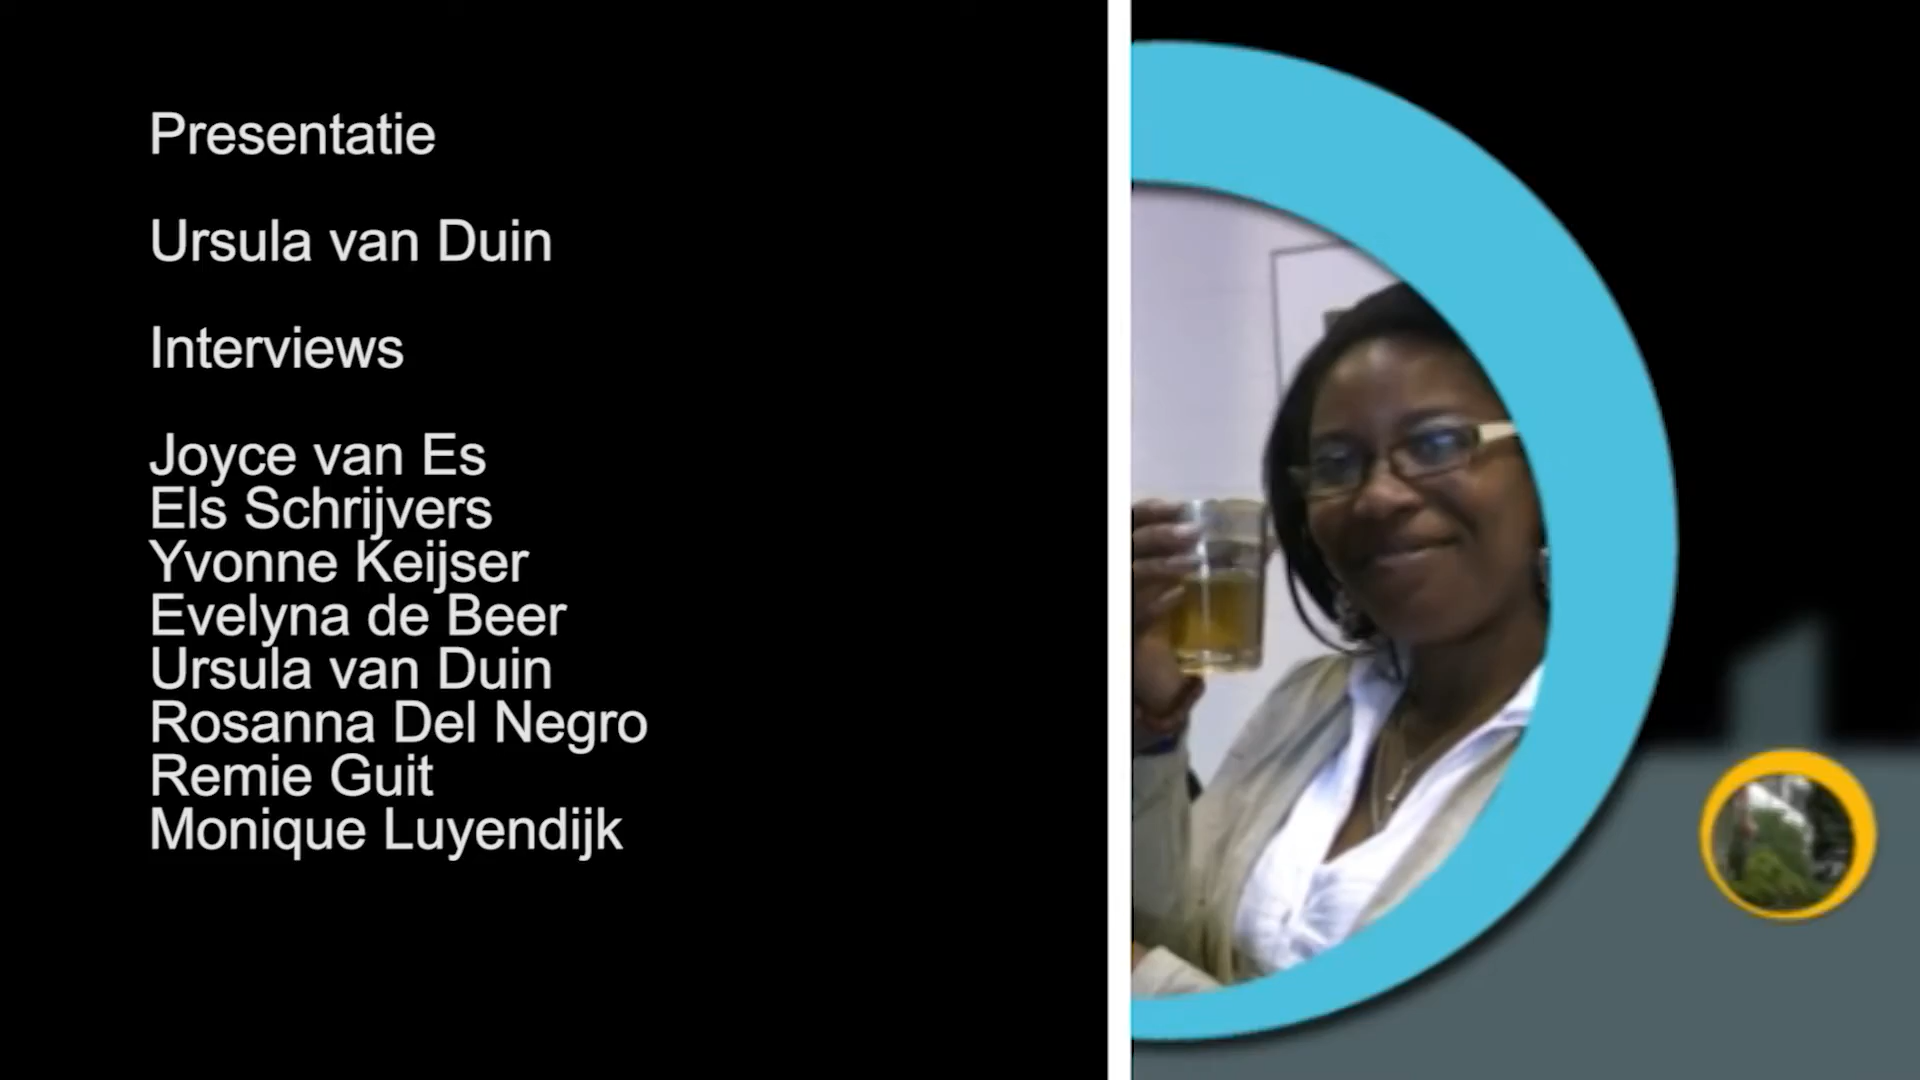 Presentatie
Ursula van Duin
Interviews
Joyce van Es
Els Schrijvers
Yvonne Keijser
Evelyna de Beer
Ursula van Duin
Rosanna Del Negro
Remie Guit
Monique Luyendijk